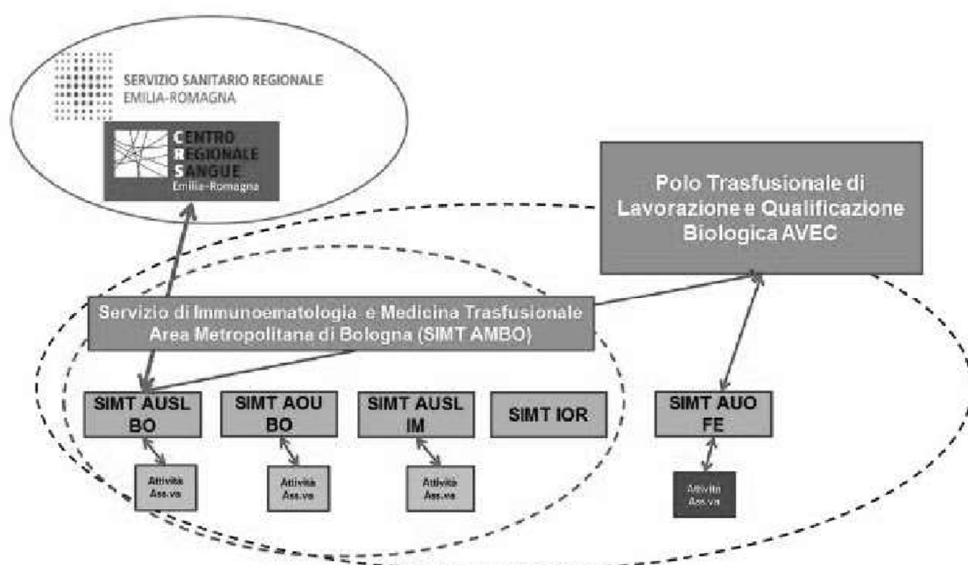 SERVIZIO SANITARIO REGIONALE
EMILIA-ROMAGNA
CENTRO
REGIONALE
SANGUE
Emilia-Romagna
Polo Trasfusionale di
Lavorazione e Qualificazione
Biologica AVEC
Servizio di Immunoematologia e Medicina Trasfusionale
Area Metropolitana di Bologna (SIMT AMBO)
SIMT AUSL
BO
SIMT AOU
BO
SIMT AUSL
IM
SIMT IOR
SIMT AUO
FE
Attività
Ass.va
Attività
Ass.va
Attività
Ass.va
Attività
Ass.va